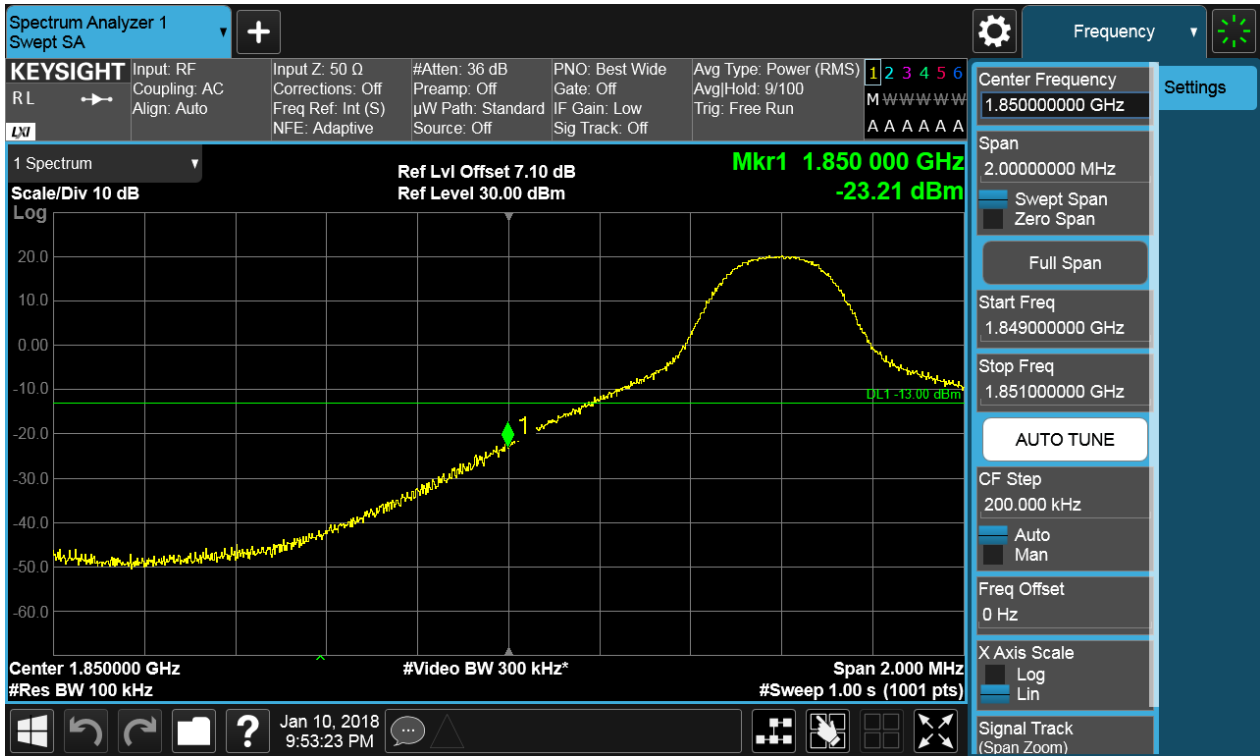 Spectrum Analyzer 1
Swept SA
+
Frequency
KEYSIGHT
R L
LXI
Input: RF
Coupling: AC
Align: Auto
Input Z: 50 Ω
Corrections: Off
Freq Ref: Int (S)
NFE: Adaptive
#Atten: 36 dB
Preamp: Off
µW Path: Standard
Source: Off
PNO: Best Wide
Gate: Off
IF Gain: Low
Sig Track: Off
Avg Type: Power (RMS)
Avg|Hold: 9/100
Trig: Free Run
1 2 3 4 5 6
M W W W W W
A A A A A A
1 Spectrum
Scale/Div 10 dB
Log
Ref Lvl Offset 7.10 dB
Ref Level 30.00 dBm
Mkr1 1.850 000 GHz
-23.21 dBm
20.0
10.0
0.00
-10.0
-20.0
-30.0
-40.0
-50.0
-60.0
DL1 -13.00 dBm
1
Center 1.850000 GHz
#Res BW 100 kHz
#Video BW 300 kHz*
Span 2.000 MHz
#Sweep 1.00 s (1001 pts)
Center Frequency
1.850000000 GHz
Span
2.00000000 MHz
Swept Span
Zero Span
Full Span
Start Freq
1.849000000 GHz
Stop Freq
1.851000000 GHz
AUTO TUNE
CF Step
200.000 kHz
Auto
Man
Freq Offset
0 Hz
X Axis Scale
Log
Lin
Signal Track
(Span Zoom)
Settings
?
Jan 10, 2018
9:53:23 PM